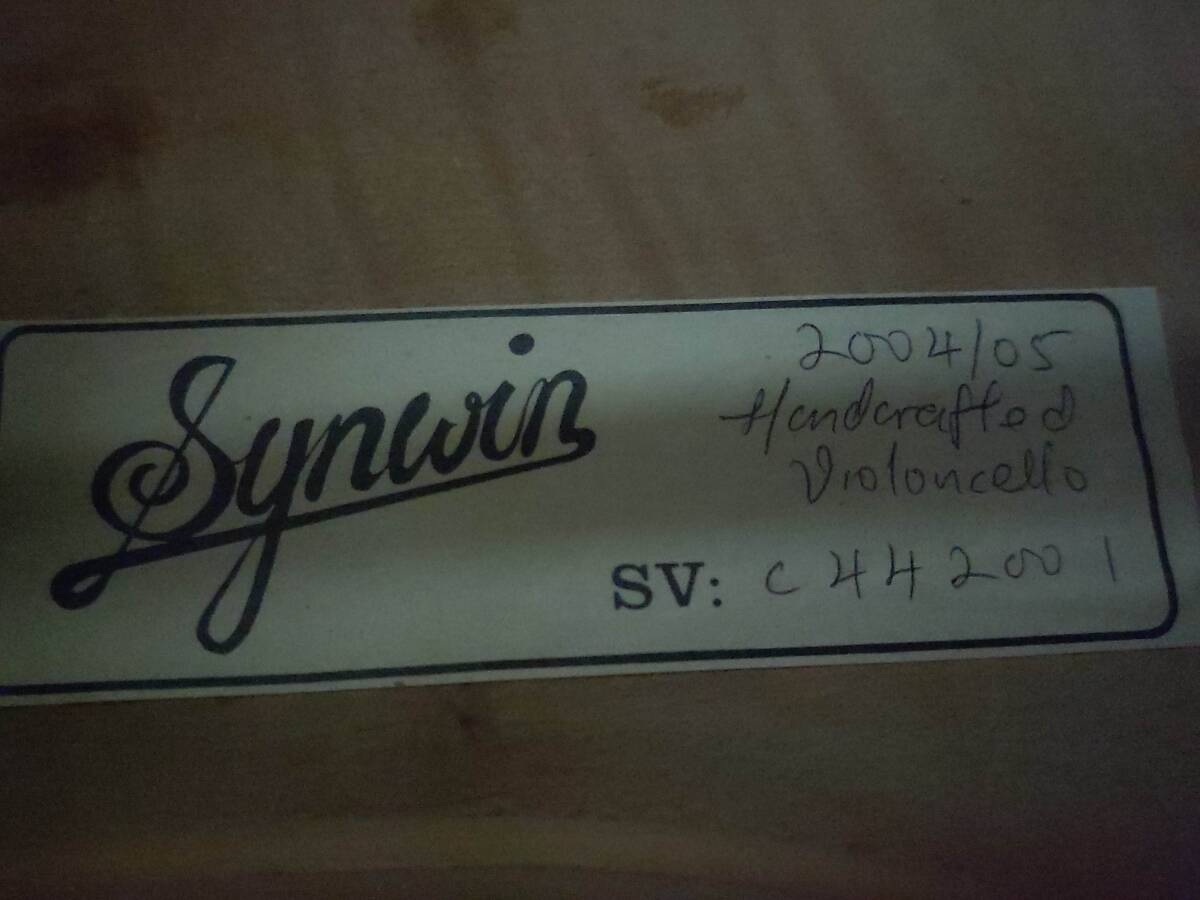 Synwin
2004/05
Handcrafted
Violoncello
SV: C442001